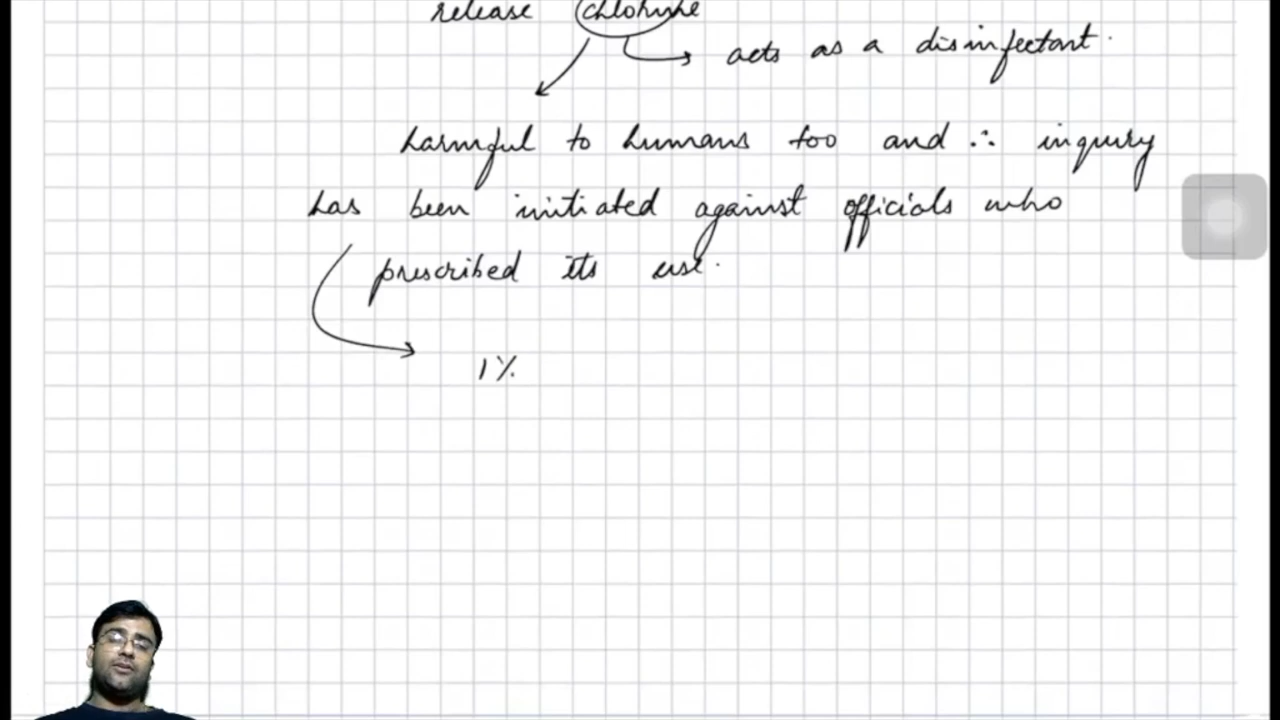 release chlorine
acts as a disinfectant.
harmful to humans too and ∴ inquiry
has been initiated against officials who
prescribed its use.
1%